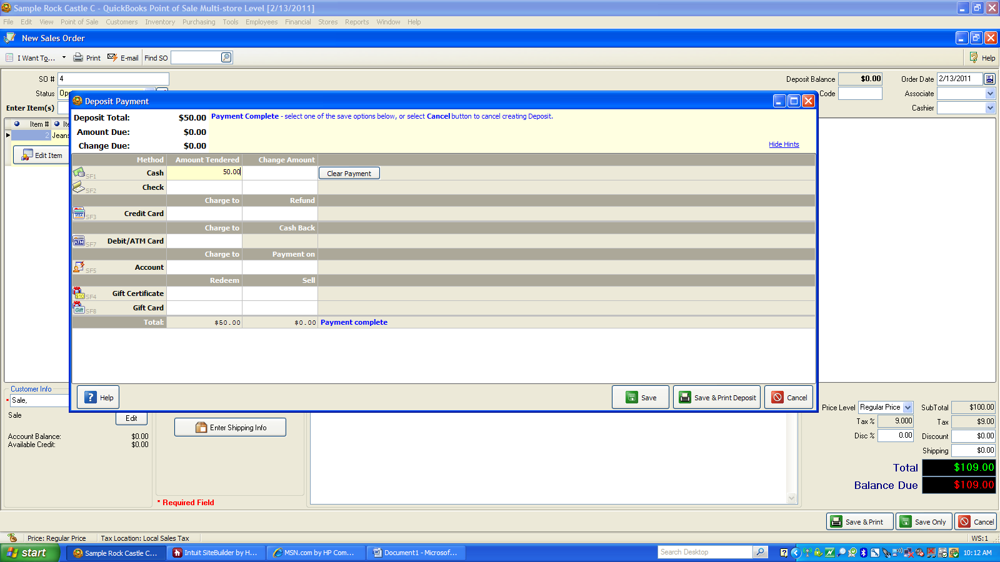 Sample Rock Castle C - QuickBooks Point of Sale Multi-store Level [2/13/2011]
File Edit View Point of Sale Customers Inventory Purchasing Tools Employees Financial Stores Reports Window Help
New Sales Order
I Want To... Print E-mail Find SO Help
SO # 4 Deposit Balance $0.00 Order Date 2/13/2011
Status Code Associate
Enter Item(s) Cashier
Item #
2 Jeans
Edit Item
Deposit Payment
Deposit Total: $50.00 Payment Complete - select one of the save options below, or select Cancel button to cancel creating Deposit.
Amount Due: $0.00
Change Due: $0.00 Hide Hints
Method Amount Tendered Change Amount
SF1 Cash 50.00 Clear Payment
SF2 Check
Charge to Refund
VISA SF3 Credit Card
Charge to Cash Back
ATM SF7 Debit/ATM Card
Charge to Payment on
SF5 Account
Redeem Sell
$10 SF4 Gift Certificate
Gift SF8 Gift Card
Total: $50.00 $0.00 Payment complete
? Help Save Save & Print Deposit Cancel
Customer Info
* Sale,
Sale Edit
Account Balance: $0.00
Available Credit: $0.00
Enter Shipping Info
* Required Field
Price Level Regular Price SubTotal $100.00
Tax % 9.000 Tax $9.00
Disc % 0.00 Discount $0.00
Shipping $0.00
Total $109.00
Balance Due $109.00
Save & Print Save Only Cancel
Price: Regular Price Tax Location: Local Sales Tax WS:1
start Sample Rock Castle C... Intuit SiteBuilder by H... MSN.com by HP Com... Document1 - Microsof... Search Desktop 10:12 AM